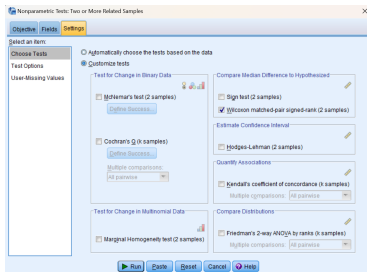 Nonparametric Tests: Two or More Related Samples
Objective Fields Settings
Select an item:
Choose Tests
Test Options
User-Missing Values
Automatically choose the tests based on the data
Customize tests
Test for Change in Binary Data
McNemar's test (2 samples)
Define Success...
Cochran's Q (k samples)
Define Success...
Multiple comparisons:
All pairwise
Test for Change in Multinomial Data
Marginal Homogeneity test (2 samples)
Compare Median Difference to Hypothesized
Sign test (2 samples)
Wilcoxon matched-pair signed-rank (2 samples)
Estimate Confidence Interval
Hodges-Lehman (2 samples)
Quantify Associations
Kendall's coefficient of concordance (k samples)
Multiple comparisons: All pairwise
Compare Distributions
Friedman's 2-way ANOVA by ranks (k samples)
Multiple comparisons: All pairwise
Run Paste Reset Cancel Help